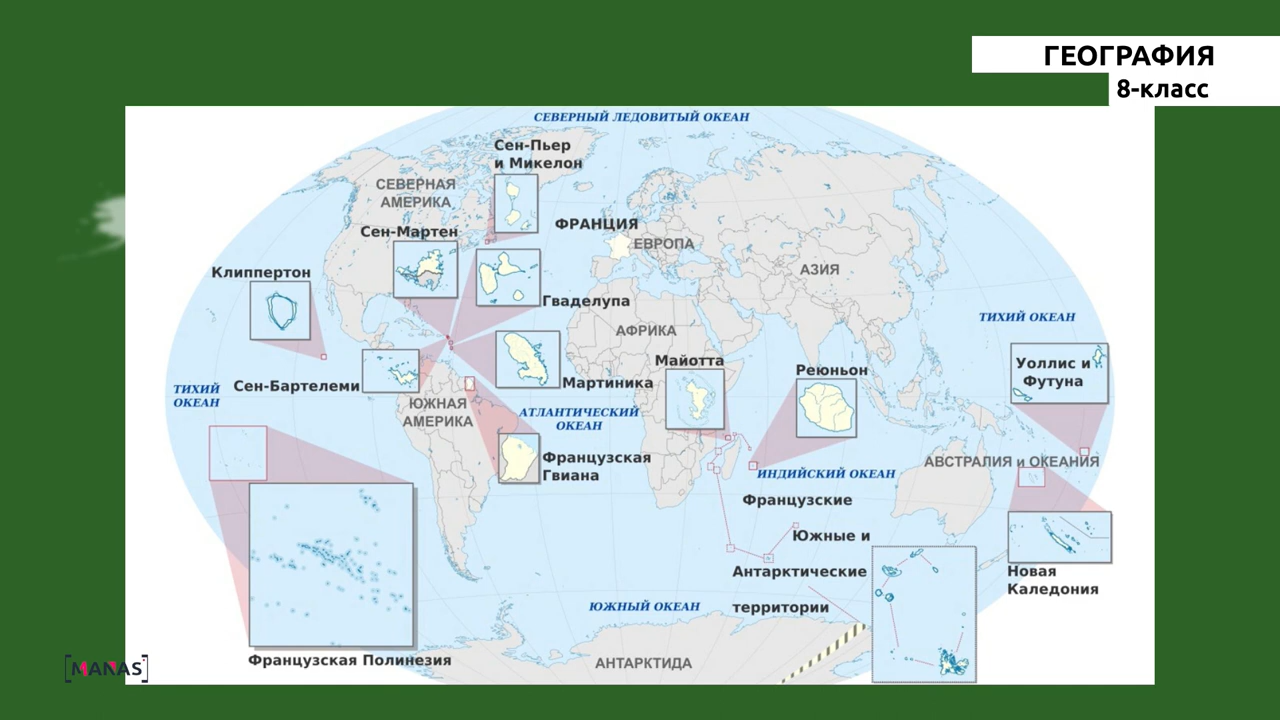 ГЕОГРАФИЯ
8-класс
СЕВЕРНЫЙ ЛЕДОВИТЫЙ ОКЕАН
Сен-Пьер
и Микелон
СЕВЕРНАЯ
АМЕРИКА
Сен-Мартен
ФРАНЦИЯ
ЕВРОПА
АЗИЯ
Клиппертон
Гваделупа
ТИХИЙ ОКЕАН
АФРИКА
Майотта
Реюньон
Уоллис и
Футуна
Сен-Бартелеми
Мартиника
ТИХИЙ
ОКЕАН
ЮЖНАЯ
АМЕРИКА
АТЛАНТИЧЕСКИЙ
ОКЕАН
Французская
Гвиана
ИНДИЙСКИЙ ОКЕАН
АВСТРАЛИЯ и ОКЕАНИЯ
Французские
Южные и
Антарктические
территории
Новая
Каледония
ЮЖНЫЙ ОКЕАН
Французская Полинезия
АНТАРКТИДА
[MANAS]